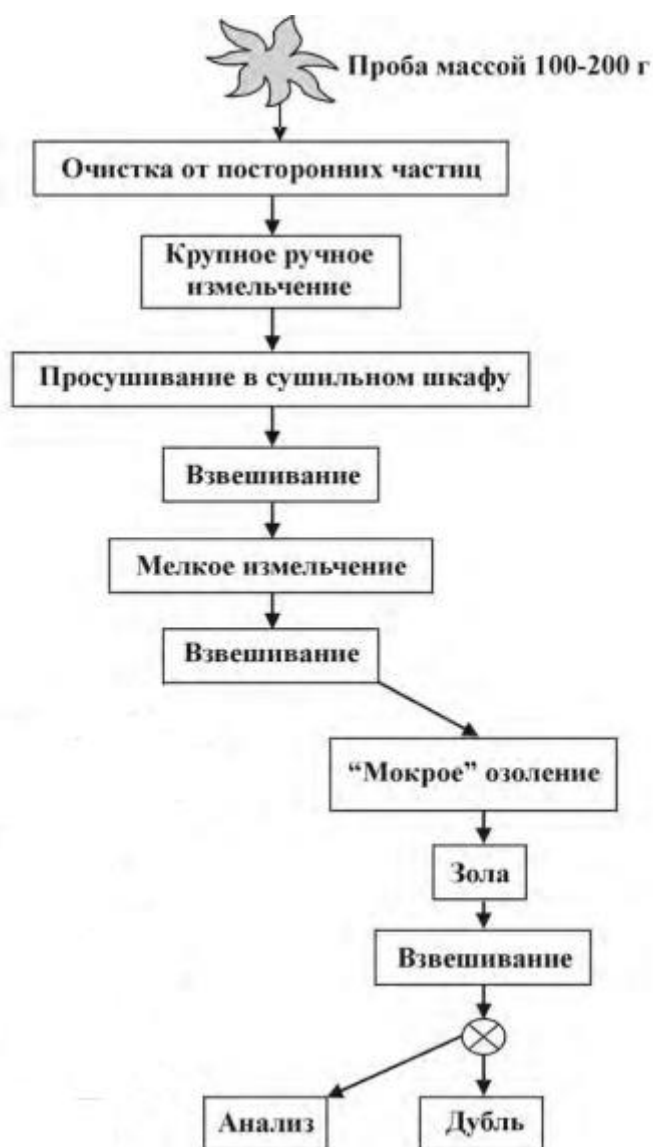 Проба массой 100-200 г
Очистка от посторонних частиц
Крупное ручное
измельчение
Просушивание в сушильном шкафу
Взвешивание
Мелкое измельчение
Взвешивание
“Мокрое” озоление
Зола
Взвешивание
Анализ
Дубль